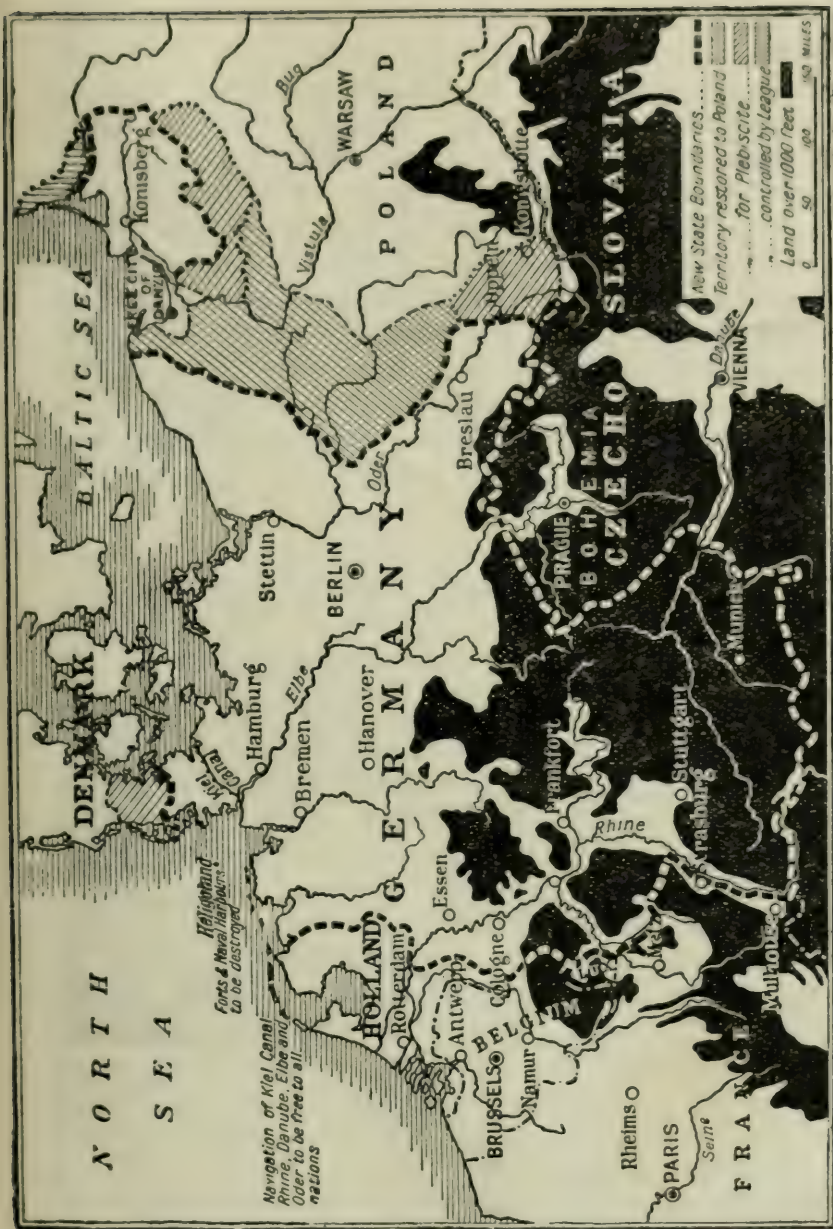 NORTH
SEA
DENMARK
BALTIC SEA
Heligoland
Forts & Naval Harbours
to be destroyed
Navigation of Kiel Canal
Rhine, Danube, Elbe and
Oder to be free to all
nations
Kiel
Canal
Hamburg
Elbe
Bremen
Stettin
BERLIN
Hanover
GERMANY
OF
DANZIG
Vistula
Bug
WARSAW
POLAND
Oder
Breslau
HOLLAND
Rotterdam
Essen
Antwerp
Cologne
BELGIUM
BRUSSELS
Namur
Frankfort
Rhine
PRAGUE
BOHEMIA
CZECHO SLOVAKIA
Rheims
PARIS
Seine
FRANCE
Strasburg
Stuttgart
Mulhouse
Munich
Danube
VIENNA
New State Boundaries
Territory restored to Poland
" " for Plebiscite
" " controlled by League
Land over 1000 feet
0 50 100 150 MILES